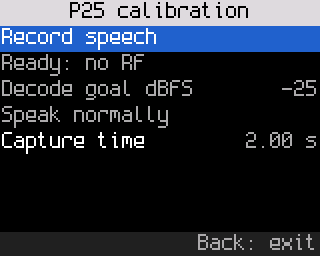 P25 calibration
Record speech
Ready: no RF
Decode goal dBFS -25
Speak normally
Capture time 2.00 s
Back: exit